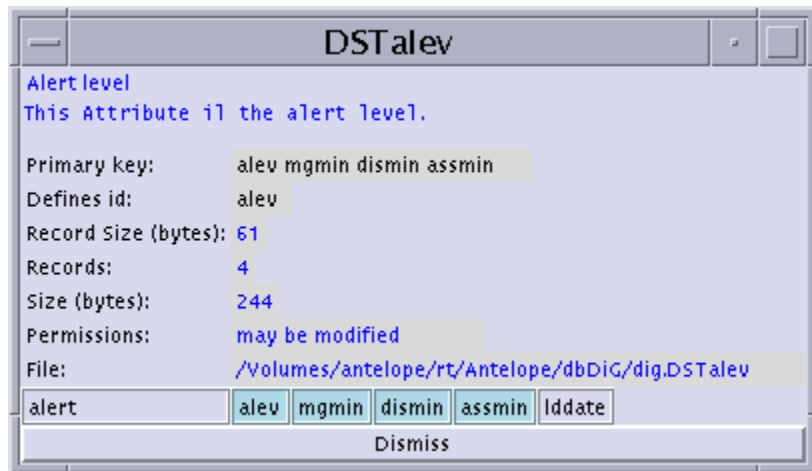 DSTalev
Alert level
This Attribute il the alert level.
Primary key: alev mgmin dismin assmin
Defines id: alev
Record Size (bytes): 61
Records: 4
Size (bytes): 244
Permissions: may be modified
File: /Volumes/antelope/rt/Antelope/dbDiG/dig.DSTalev
alert alev mgmin dismin assmin lddate
Dismiss